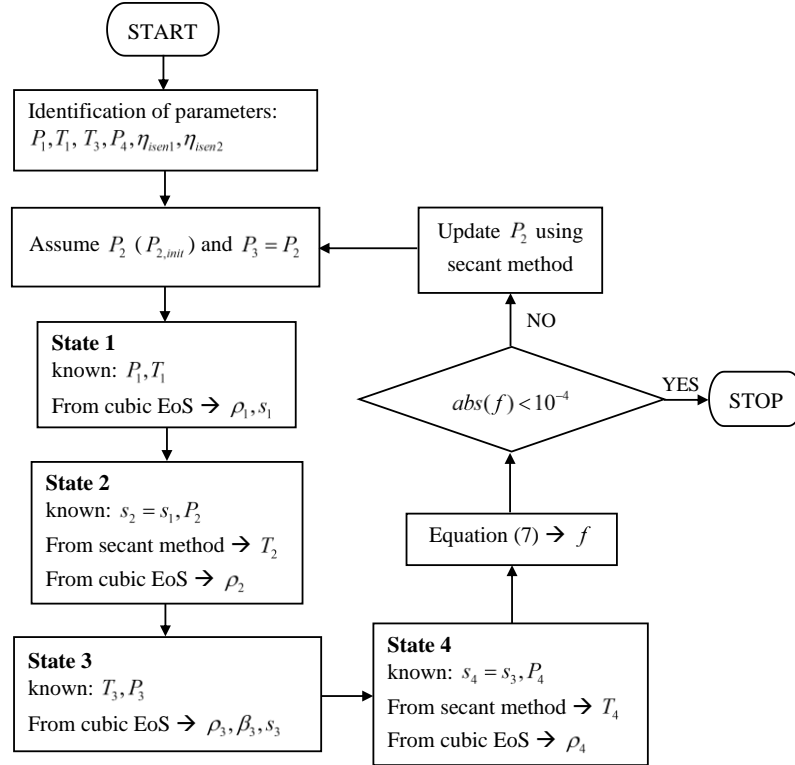 START
Identification of parameters:
P₁, T₁, T₃, P₄, η_isen1, η_isen2
Assume P₂ (P_2,init) and P₃ = P₂
State 1
known: P₁, T₁
From cubic EoS → ρ₁, s₁
State 2
known: s₂ = s₁, P₂
From secant method → T₂
From cubic EoS → ρ₂
State 3
known: T₃, P₃
From cubic EoS → ρ₃, β₃, s₃
State 4
known: s₄ = s₃, P₄
From secant method → T₄
From cubic EoS → ρ₄
Equation (7) → f
abs(f) < 10⁻⁴
YES
STOP
NO
Update P₂ using
secant method